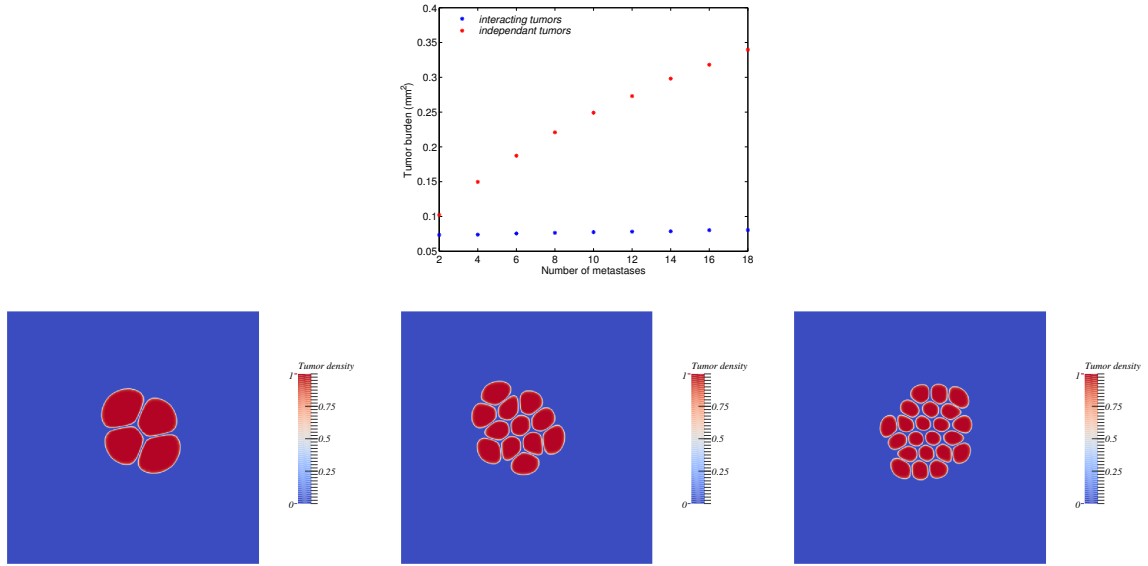 0.4
0.35
0.3
0.25
0.2
0.15
0.1
0.05
Tumor burden (mm²)
interacting tumors
independant tumors
2 4 6 8 10 12 14 16 18
Number of metastases
Tumor density
1
0.75
0.5
0.25
0
Tumor density
1
0.75
0.5
0.25
0
Tumor density
1
0.75
0.5
0.25
0